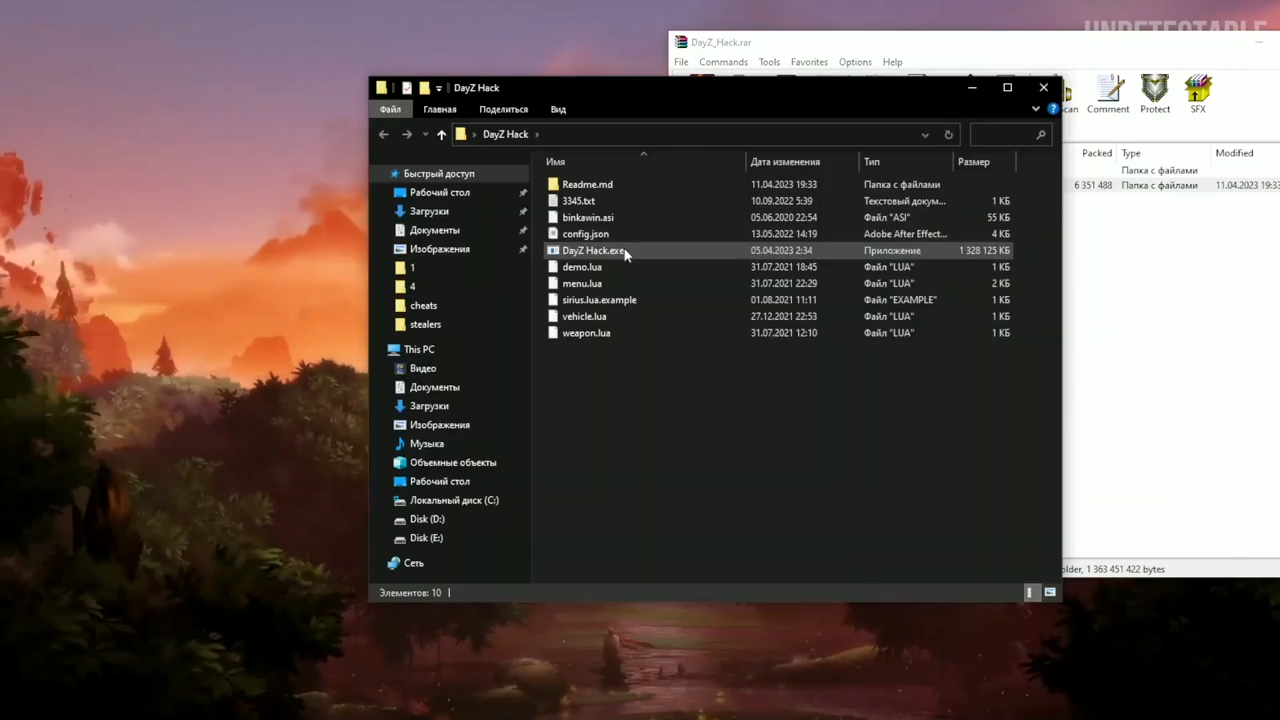 UNDETESTABLE
DayZ_Hack.rar
File Commands Tools Favorites Options Help
Comment Protect SFX
DayZ Hack
Файл Главная Поделиться Вид
DayZ Hack
Имя Дата изменения Тип Размер
Packed Type Modified
Папка с файлами
6 351 488 Папка с файлами 11.04.2023 19:33
Быстрый доступ
Рабочий стол
Загрузки
Документы
Изображения
1
4
cheats
stealers
This PC
Видео
Документы
Загрузки
Изображения
Музыка
Объемные объекты
Рабочий стол
Локальный диск (C:)
Disk (D:)
Disk (E:)
Сеть
Readme.md 11.04.2023 19:33 Папка с файлами
3345.txt 10.09.2022 5:39 Текстовый докум... 1 КБ
binkawin.asi 05.06.2020 22:54 Файл "ASI" 55 КБ
config.json 13.05.2022 14:19 Adobe After Effect... 4 КБ
DayZ Hack.exe 05.04.2023 2:34 Приложение 1 328 125 КБ
demo.lua 31.07.2021 18:45 Файл "LUA" 1 КБ
menu.lua 31.07.2021 22:29 Файл "LUA" 2 КБ
sirius.lua.example 01.08.2021 11:11 Файл "EXAMPLE" 1 КБ
vehicle.lua 27.12.2021 22:53 Файл "LUA" 1 КБ
weapon.lua 31.07.2021 12:10 Файл "LUA" 1 КБ
older, 1 363 451 422 bytes
Элементов: 10